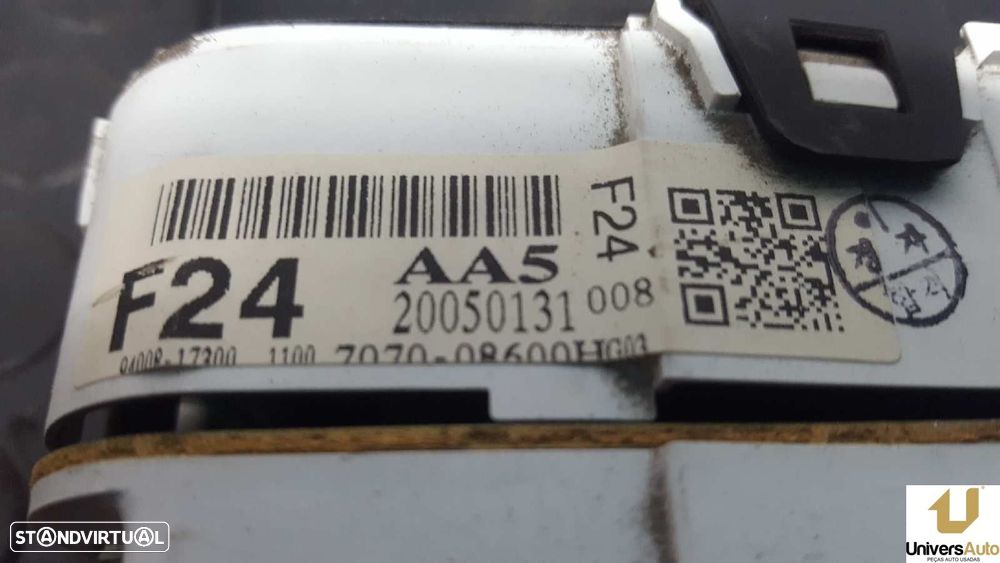 F24
AA5
F24
20050131 008
94008-17300 1100 7070-08600HG03
STANDVIRTUAL
UniversAuto
PEÇAS AUTO USADAS